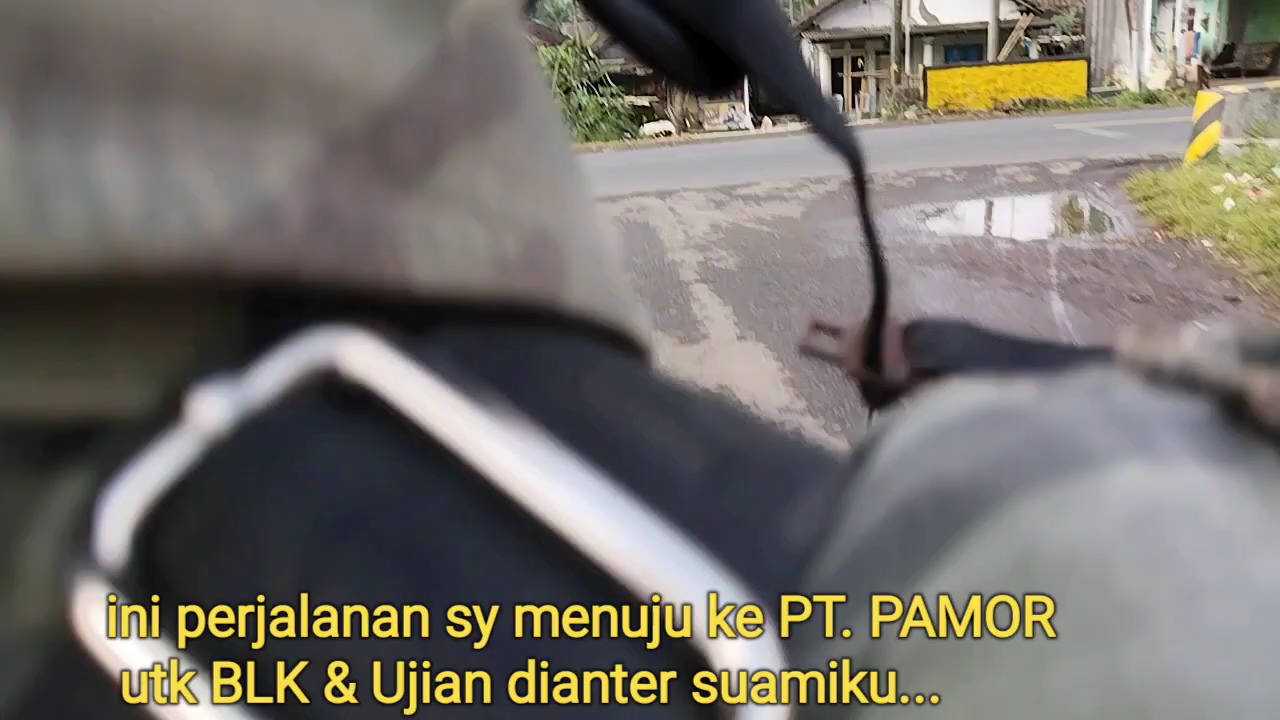 ini perjalanan sy menuju ke PT. PAMOR
utk BLK & Ujian dianter suamiku...